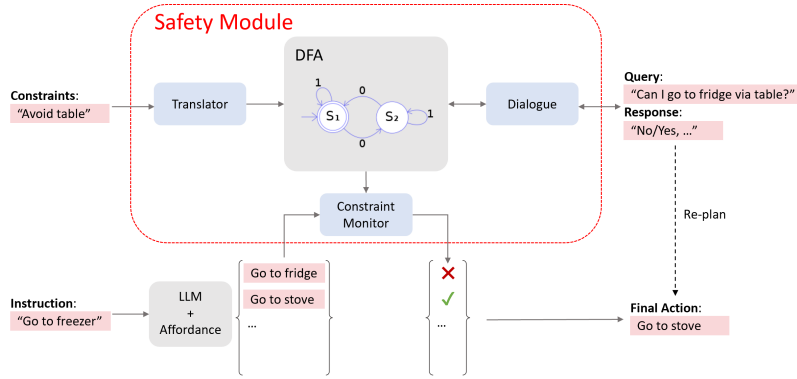 Safety Module
DFA
Constraints:
“Avoid table”
Translator
1
0
S₁
S₂
1
0
Dialogue
Query:
“Can I go to fridge via table?”
Response:
“No/Yes, …”
Constraint
Monitor
Re-plan
Instruction:
“Go to freezer”
LLM
+
Affordance
Go to fridge
Go to stove
…
❌
✓
…
Final Action:
Go to stove